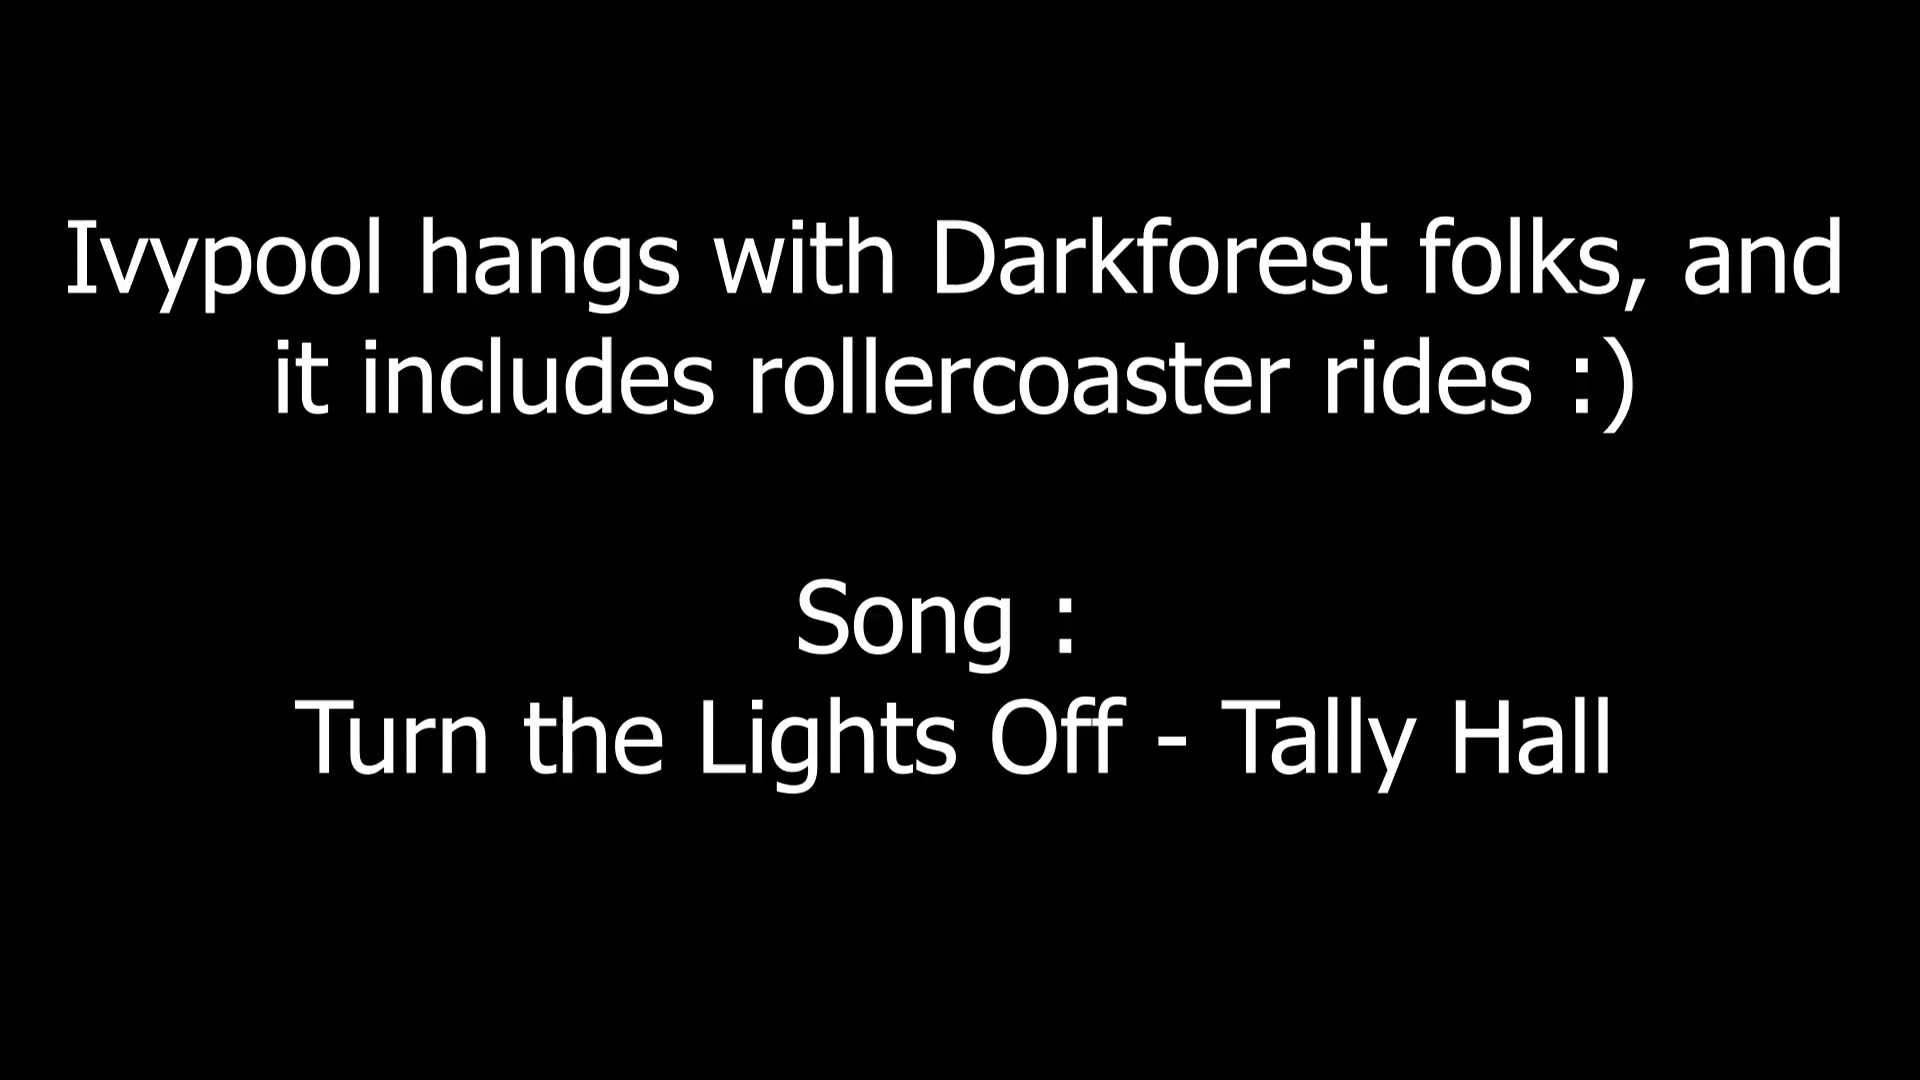 Ivypool hangs with Darkforest folks, and
it includes rollercoaster rides :)
Song :
Turn the Lights Off - Tally Hall